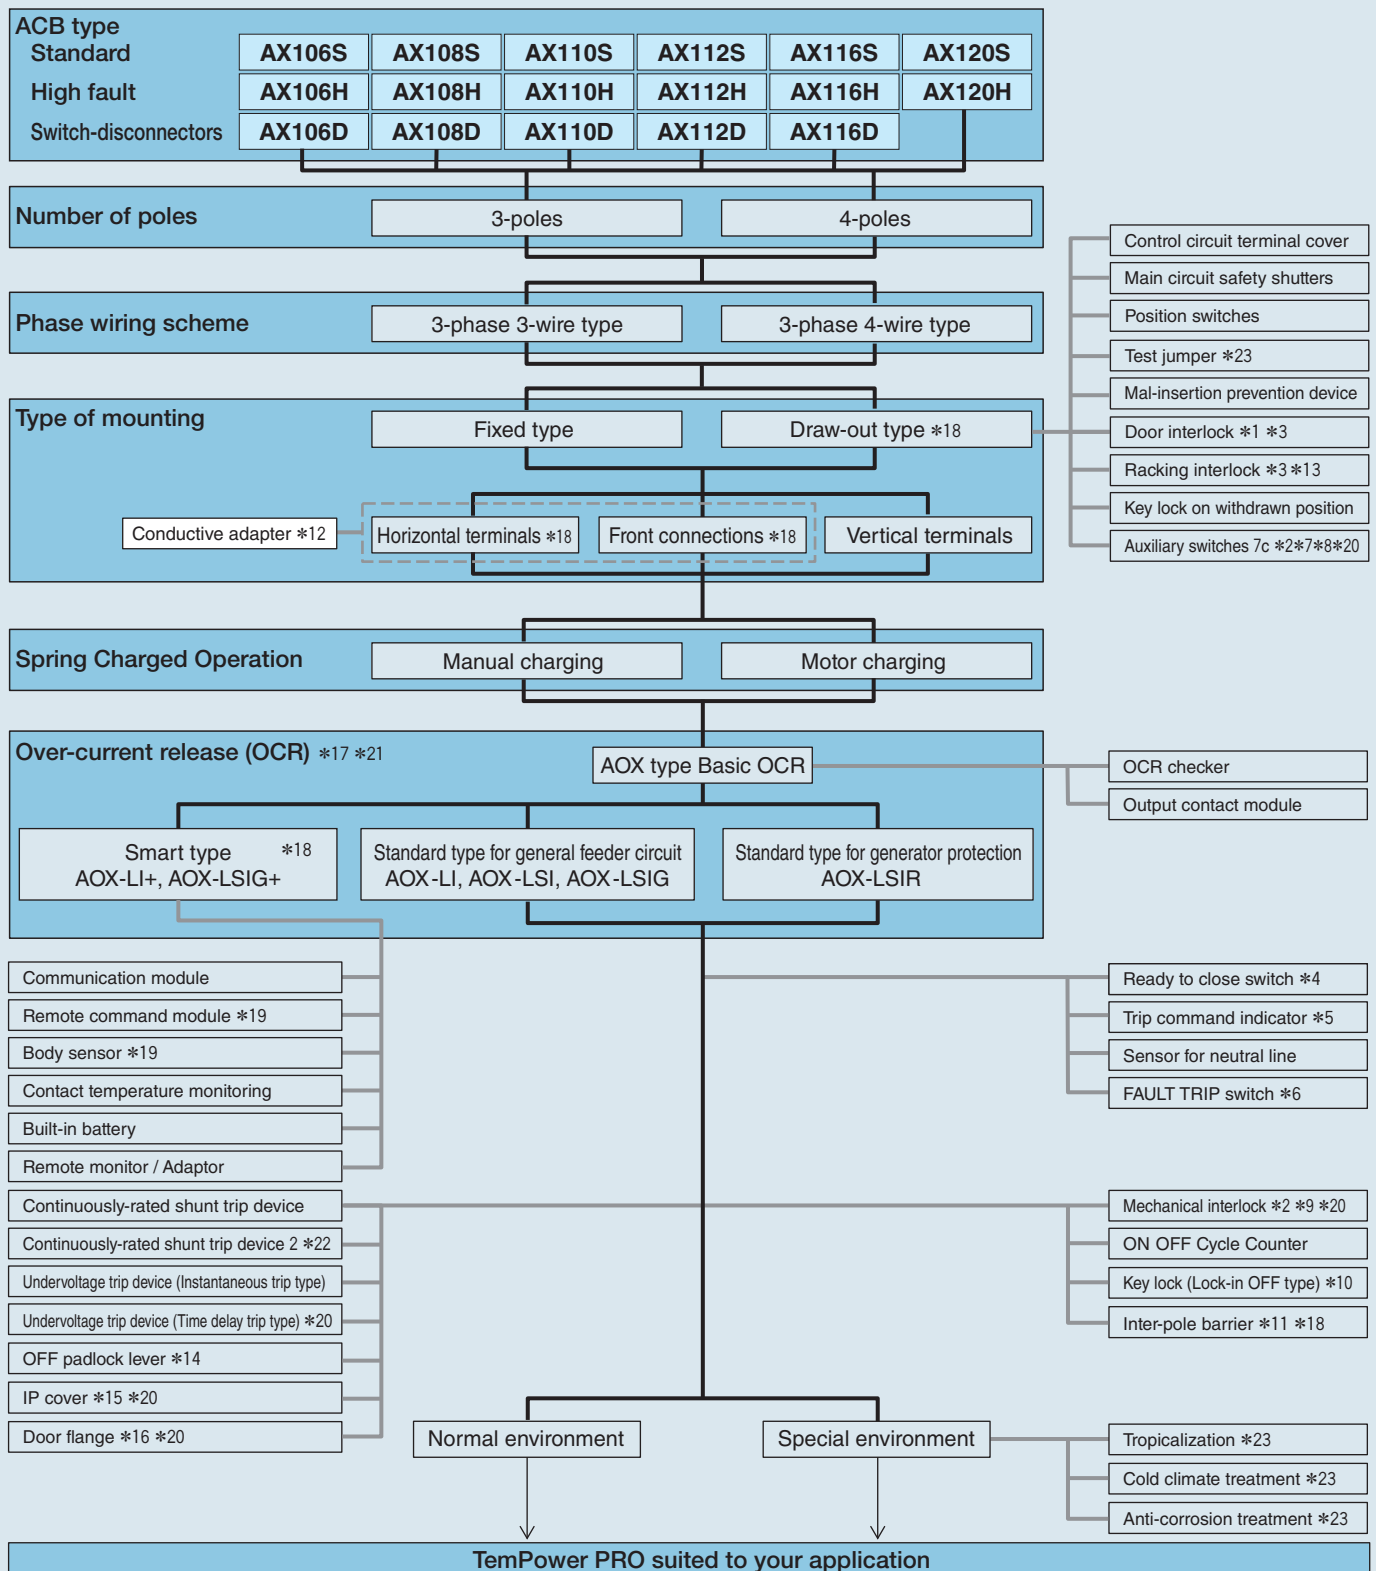 ACB type
Standard AX106S AX108S AX110S AX112S AX116S AX120S
High fault AX106H AX108H AX110H AX112H AX116H AX120H
Switch-disconnectors AX106D AX108D AX110D AX112D AX116D
Number of poles 3-poles 4-poles
Phase wiring scheme 3-phase 3-wire type 3-phase 4-wire type
Type of mounting Fixed type Draw-out type *18
Control circuit terminal cover
Main circuit safety shutters
Position switches
Test jumper *23
Mal-insertion prevention device
Door interlock *1 *3
Racking interlock *3 *13
Key lock on withdrawn position
Auxiliary switches 7c *2*7*8*20
Conductive adapter *12 Horizontal terminals *18 Front connections *18 Vertical terminals
Spring Charged Operation Manual charging Motor charging
Over-current release (OCR) *17 *21
AOX type Basic OCR
OCR checker
Output contact module
Smart type *18
AOX-LI+, AOX-LSIG+
Standard type for general feeder circuit
AOX-LI, AOX-LSI, AOX-LSIG
Standard type for generator protection
AOX-LSIR
Communication module
Remote command module *19
Body sensor *19
Contact temperature monitoring
Built-in battery
Remote monitor / Adaptor
Ready to close switch *4
Trip command indicator *5
Sensor for neutral line
FAULT TRIP switch *6
Continuously-rated shunt trip device
Continuously-rated shunt trip device 2 *22
Undervoltage trip device (Instantaneous trip type)
Undervoltage trip device (Time delay trip type) *20
OFF padlock lever *14
IP cover *15 *20
Door flange *16 *20
Mechanical interlock *2 *9 *20
ON OFF Cycle Counter
Key lock (Lock-in OFF type) *10
Inter-pole barrier *11 *18
Normal environment Special environment
Tropicalization *23
Cold climate treatment *23
Anti-corrosion treatment *23
TemPower PRO suited to your application